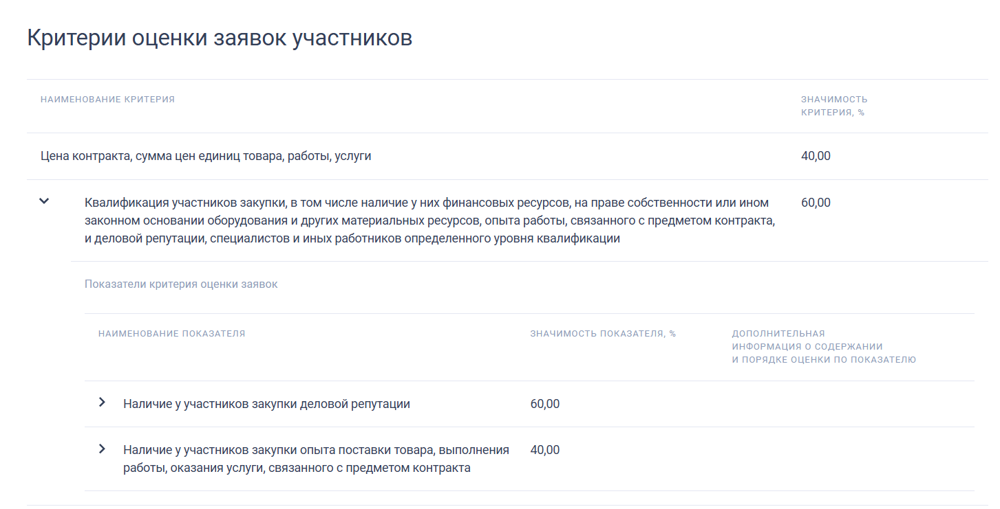 Критерии оценки заявок участников
НАИМЕНОВАНИЕ КРИТЕРИЯ
ЗНАЧИМОСТЬ
КРИТЕРИЯ, %
Цена контракта, сумма цен единиц товара, работы, услуги
40,00
Квалификация участников закупки, в том числе наличие у них финансовых ресурсов, на праве собственности или ином
60,00
законном основании оборудования и других материальных ресурсов, опыта работы, связанного с предметом контракта,
и деловой репутации, специалистов и иных работников определенного уровня квалификации
Показатели критерия оценки заявок
НАИМЕНОВАНИЕ ПОКАЗАТЕЛЯ
ЗНАЧИМОСТЬ ПОКАЗАТЕЛЯ, %
ДОПОЛНИТЕЛЬНАЯ
ИНФОРМАЦИЯ О СОДЕРЖАНИИ
И ПОРЯДКЕ ОЦЕНКИ ПО ПОКАЗАТЕЛЮ
Наличие у участников закупки деловой репутации
60,00
Наличие у участников закупки опыта поставки товара, выполнения
40,00
работы, оказания услуги, связанного с предметом контракта